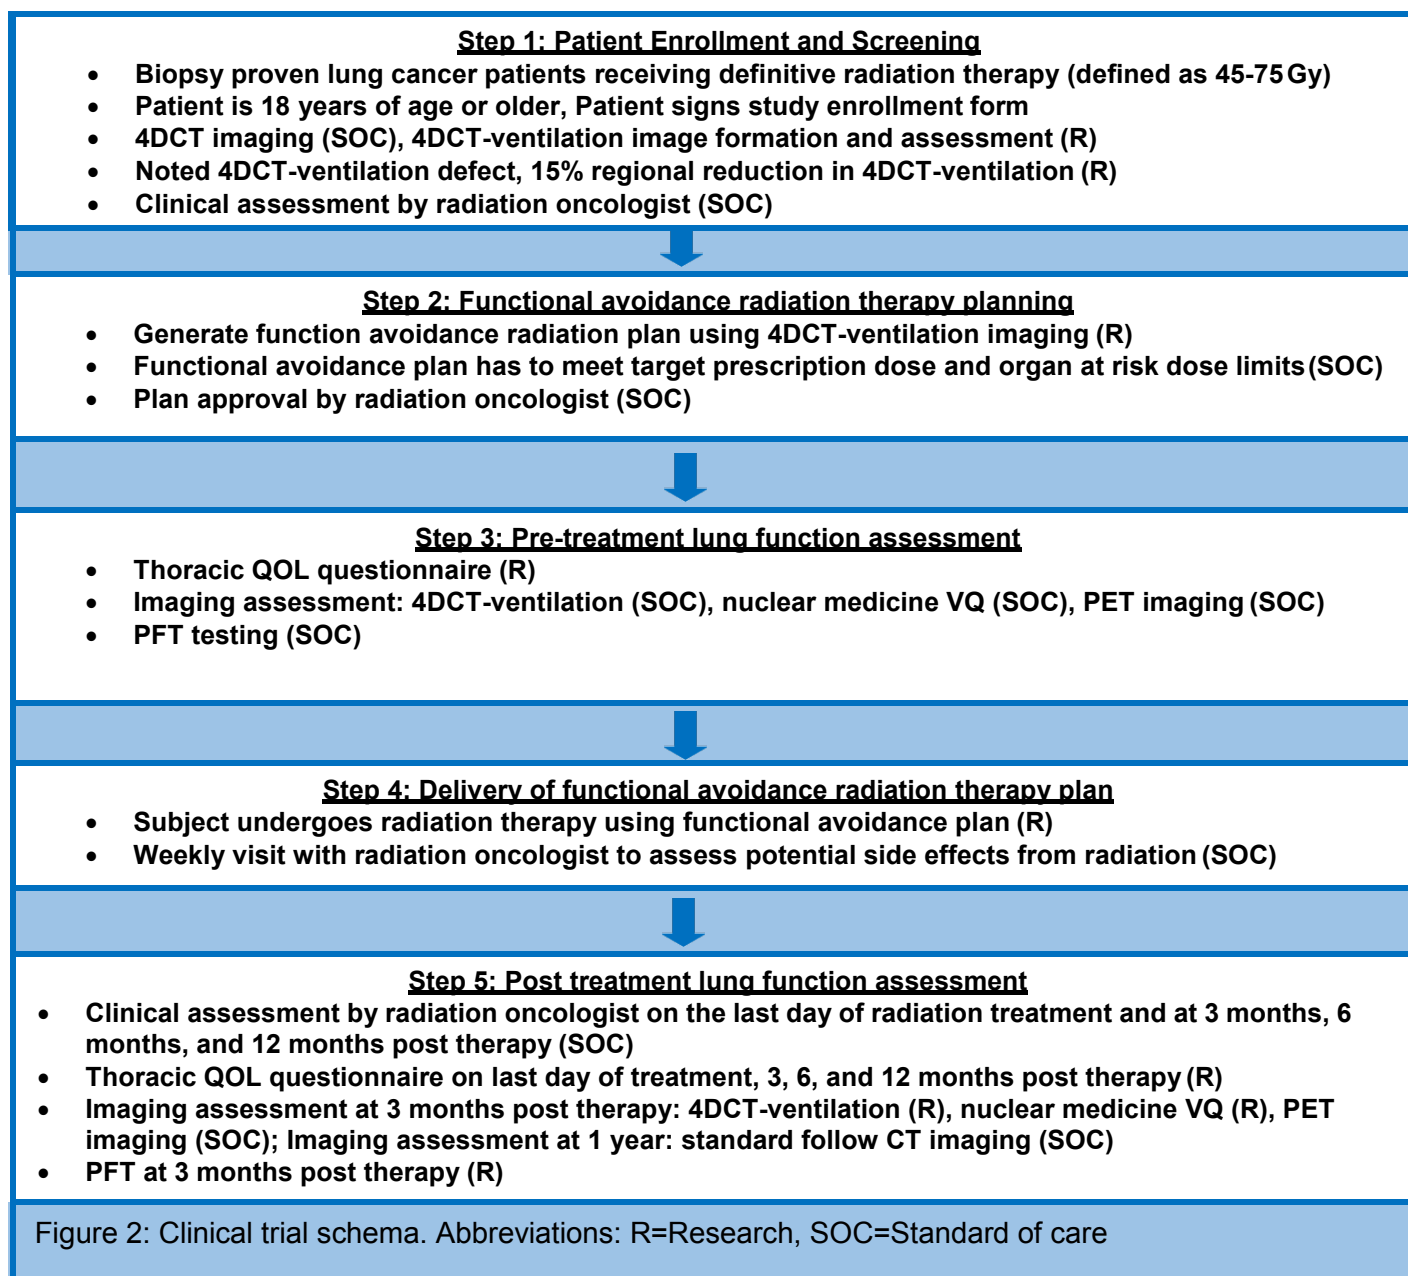 Step 1: Patient Enrollment and Screening
• Biopsy proven lung cancer patients receiving definitive radiation therapy (defined as 45-75 Gy)
• Patient is 18 years of age or older, Patient signs study enrollment form
• 4DCT imaging (SOC), 4DCT-ventilation image formation and assessment (R)
• Noted 4DCT-ventilation defect, 15% regional reduction in 4DCT-ventilation (R)
• Clinical assessment by radiation oncologist (SOC)
Step 2: Functional avoidance radiation therapy planning
• Generate function avoidance radiation plan using 4DCT-ventilation imaging (R)
• Functional avoidance plan has to meet target prescription dose and organ at risk dose limits (SOC)
• Plan approval by radiation oncologist (SOC)
Step 3: Pre-treatment lung function assessment
• Thoracic QOL questionnaire (R)
• Imaging assessment: 4DCT-ventilation (SOC), nuclear medicine VQ (SOC), PET imaging (SOC)
• PFT testing (SOC)
Step 4: Delivery of functional avoidance radiation therapy plan
• Subject undergoes radiation therapy using functional avoidance plan (R)
• Weekly visit with radiation oncologist to assess potential side effects from radiation (SOC)
Step 5: Post treatment lung function assessment
• Clinical assessment by radiation oncologist on the last day of radiation treatment and at 3 months, 6
months, and 12 months post therapy (SOC)
• Thoracic QOL questionnaire on last day of treatment, 3, 6, and 12 months post therapy (R)
• Imaging assessment at 3 months post therapy: 4DCT-ventilation (R), nuclear medicine VQ (R), PET
imaging (SOC); Imaging assessment at 1 year: standard follow CT imaging (SOC)
• PFT at 3 months post therapy (R)
Figure 2: Clinical trial schema. Abbreviations: R=Research, SOC=Standard of care